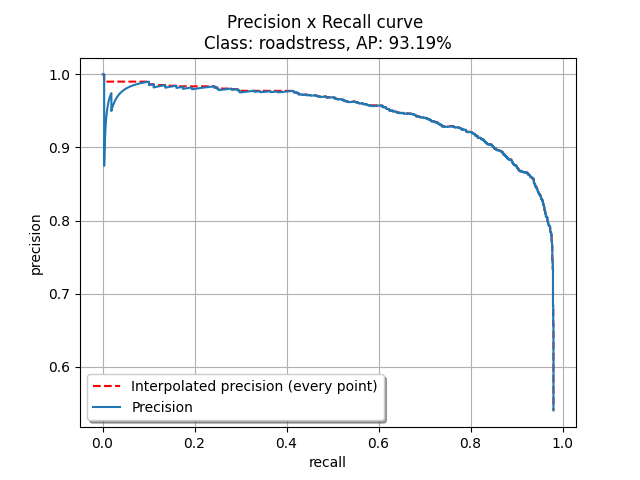 Precision x Recall curve
Class: roadstress, AP: 93.19%
precision
1.0
0.9
0.8
0.7
0.6
Interpolated precision (every point)
Precision
0.0 0.2 0.4 0.6 0.8 1.0
recall